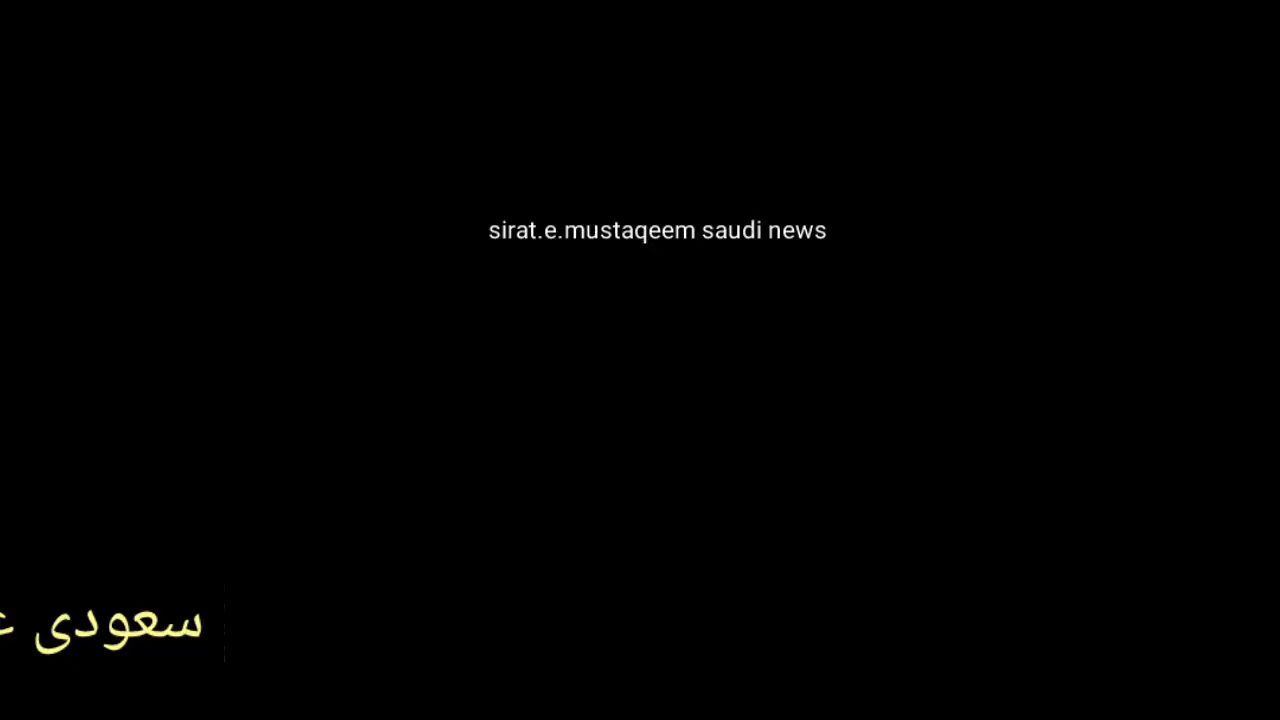 sirat.e.mustaqeem saudi news
سعودی